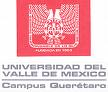 UNIVERSIDAD DEL
VALLE DE MEXICO
Campus Querétaro